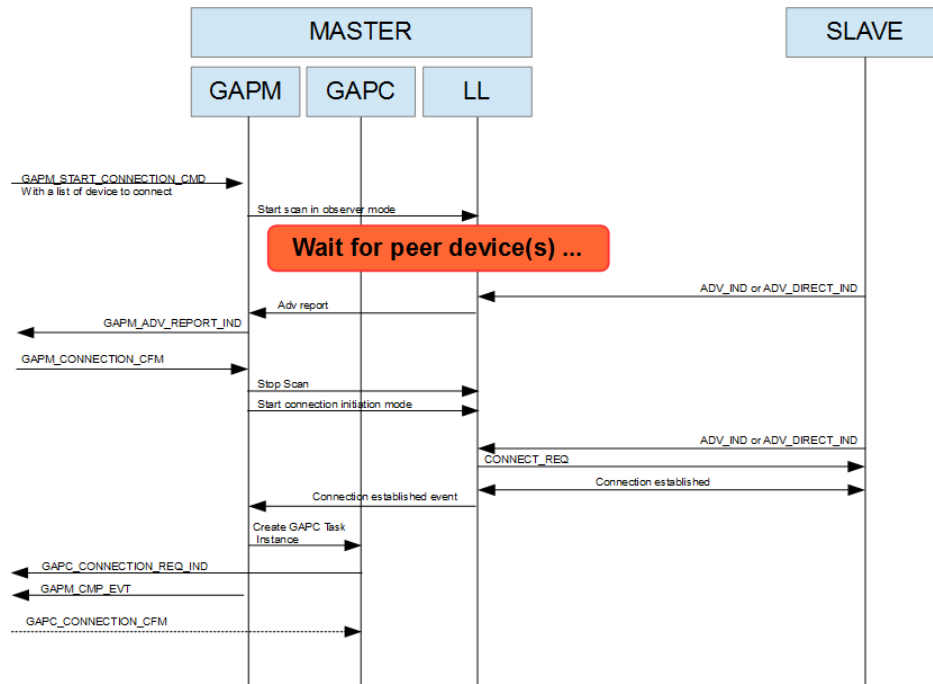 MASTER
SLAVE
GAPM
GAPC
LL
GAPM_START_CONNECTION_CMD
With a list of device to connect
Start scan in observer mode
Wait for peer device(s) ...
ADV_IND or ADV_DIRECT_IND
Adv report
GAPM_ADV_REPORT_IND
GAPM_CONNECTION_CFM
Stop Scan
Start connection initiation mode
ADV_IND or ADV_DIRECT_IND
CONNECT_REQ
Connection established
Connection established event
Create GAPC Task
Instance
GAPC_CONNECTION_REQ_IND
GAPM_CMP_EVT
GAPC_CONNECTION_CFM